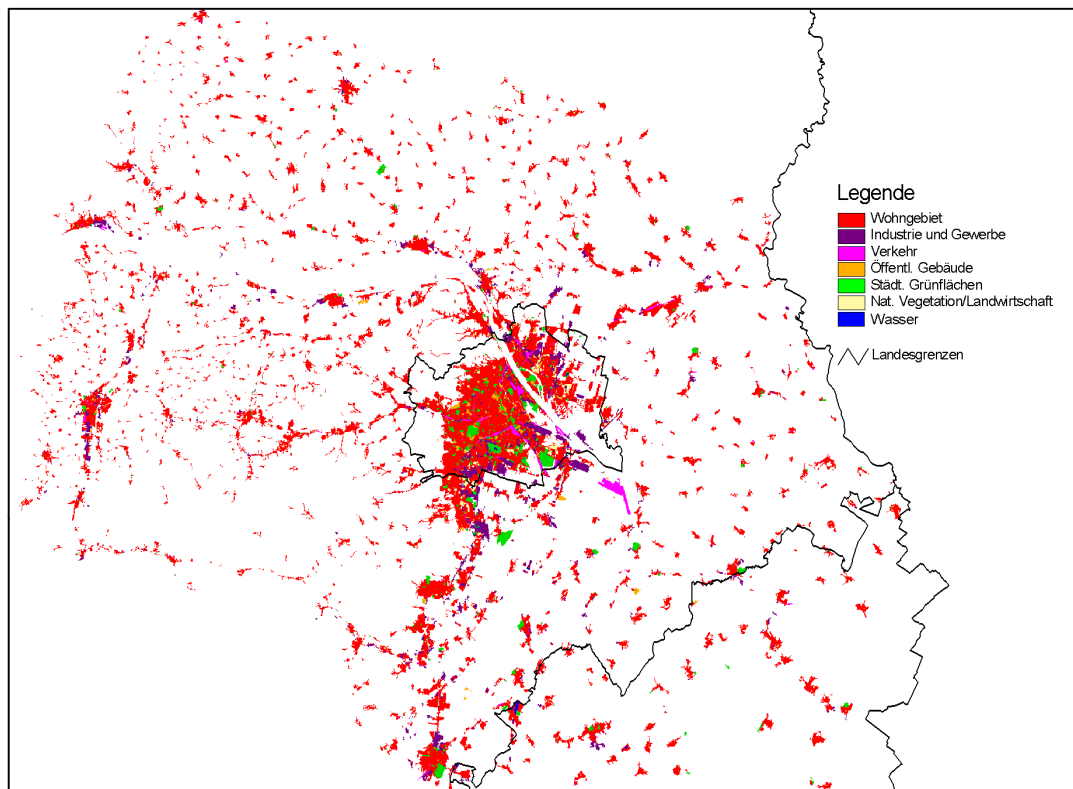 Legende
Wohngebiet
Industrie und Gewerbe
Verkehr
Öffentl. Gebäude
Städt. Grünflächen
Nat. Vegetation/Landwirtschaft
Wasser
Landesgrenzen